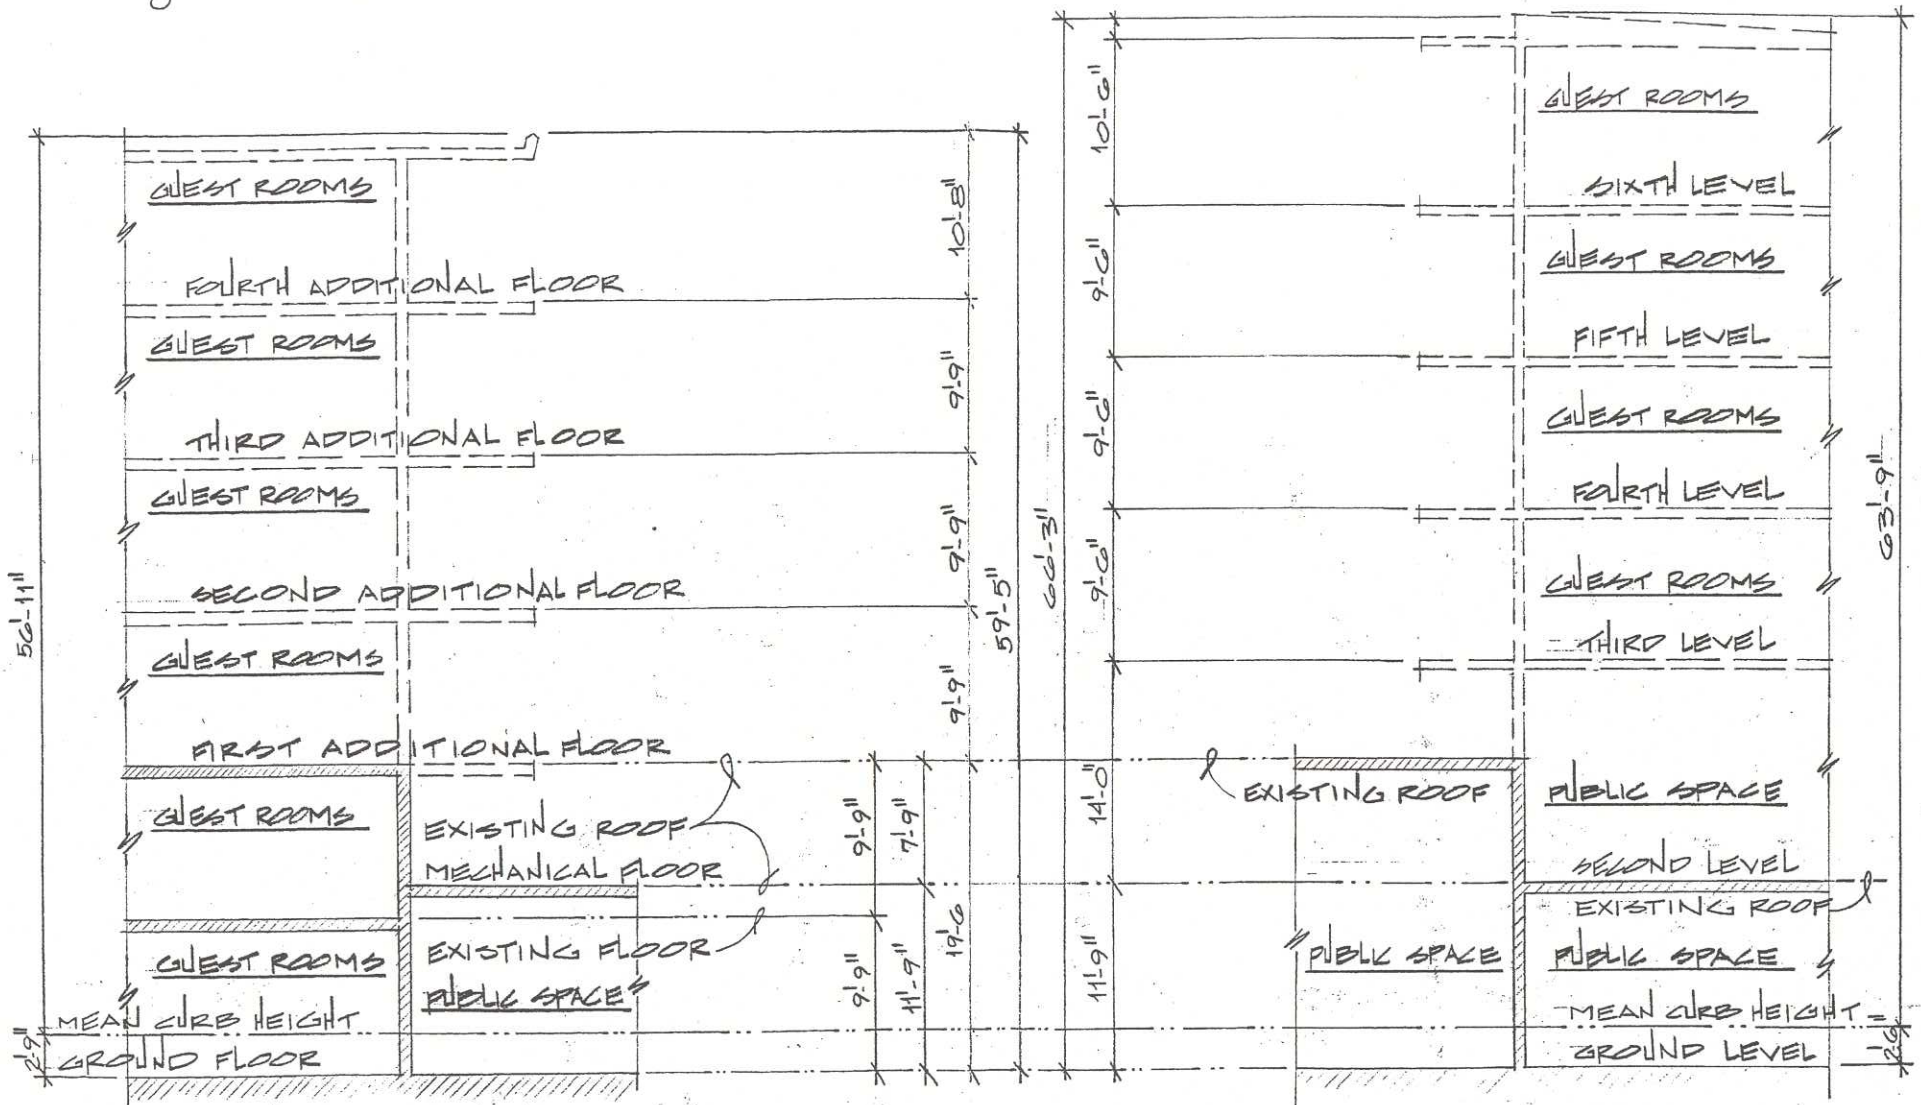 GUEST ROOMS
FOURTH ADDITIONAL FLOOR
GUEST ROOMS
THIRD ADDITIONAL FLOOR
GUEST ROOMS
SECOND ADDITIONAL FLOOR
GUEST ROOMS
FIRST ADDITIONAL FLOOR
GUEST ROOMS
EXISTING ROOF
MECHANICAL FLOOR
GUEST ROOMS
EXISTING FLOOR
PUBLIC SPACE
MEAN CURB HEIGHT
GROUND FLOOR
56'-11"
2'-9"
10'-8"
9'-9"
9'-9"
9'-9"
9'-9"
7'-9"
9'-9"
11'-9"
19'-6
59'-5"
66'-3"
10'-6"
9'-6"
9'-6"
9'-6"
14'-0"
11'-9"
GUEST ROOMS
SIXTH LEVEL
GUEST ROOMS
FIFTH LEVEL
GUEST ROOMS
FOURTH LEVEL
GUEST ROOMS
THIRD LEVEL
EXISTING ROOF
PUBLIC SPACE
SECOND LEVEL
EXISTING ROOF
PUBLIC SPACE
PUBLIC SPACE
MEAN CURB HEIGHT =
GROUND LEVEL
63'-9"
2'-6